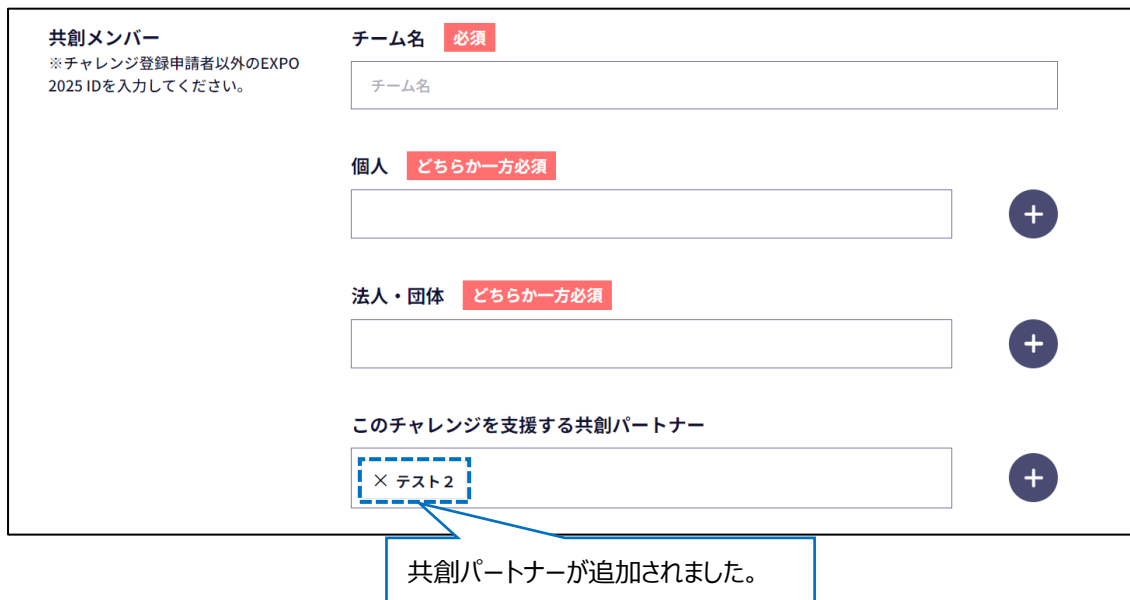 共創メンバー
※チャレンジ登録申請者以外のEXPO
2025 IDを入力してください。
チーム名 必須
チーム名
個人 どちらか一方必須
法人・団体 どちらか一方必須
このチャレンジを支援する共創パートナー
× テスト２
共創パートナーが追加されました。